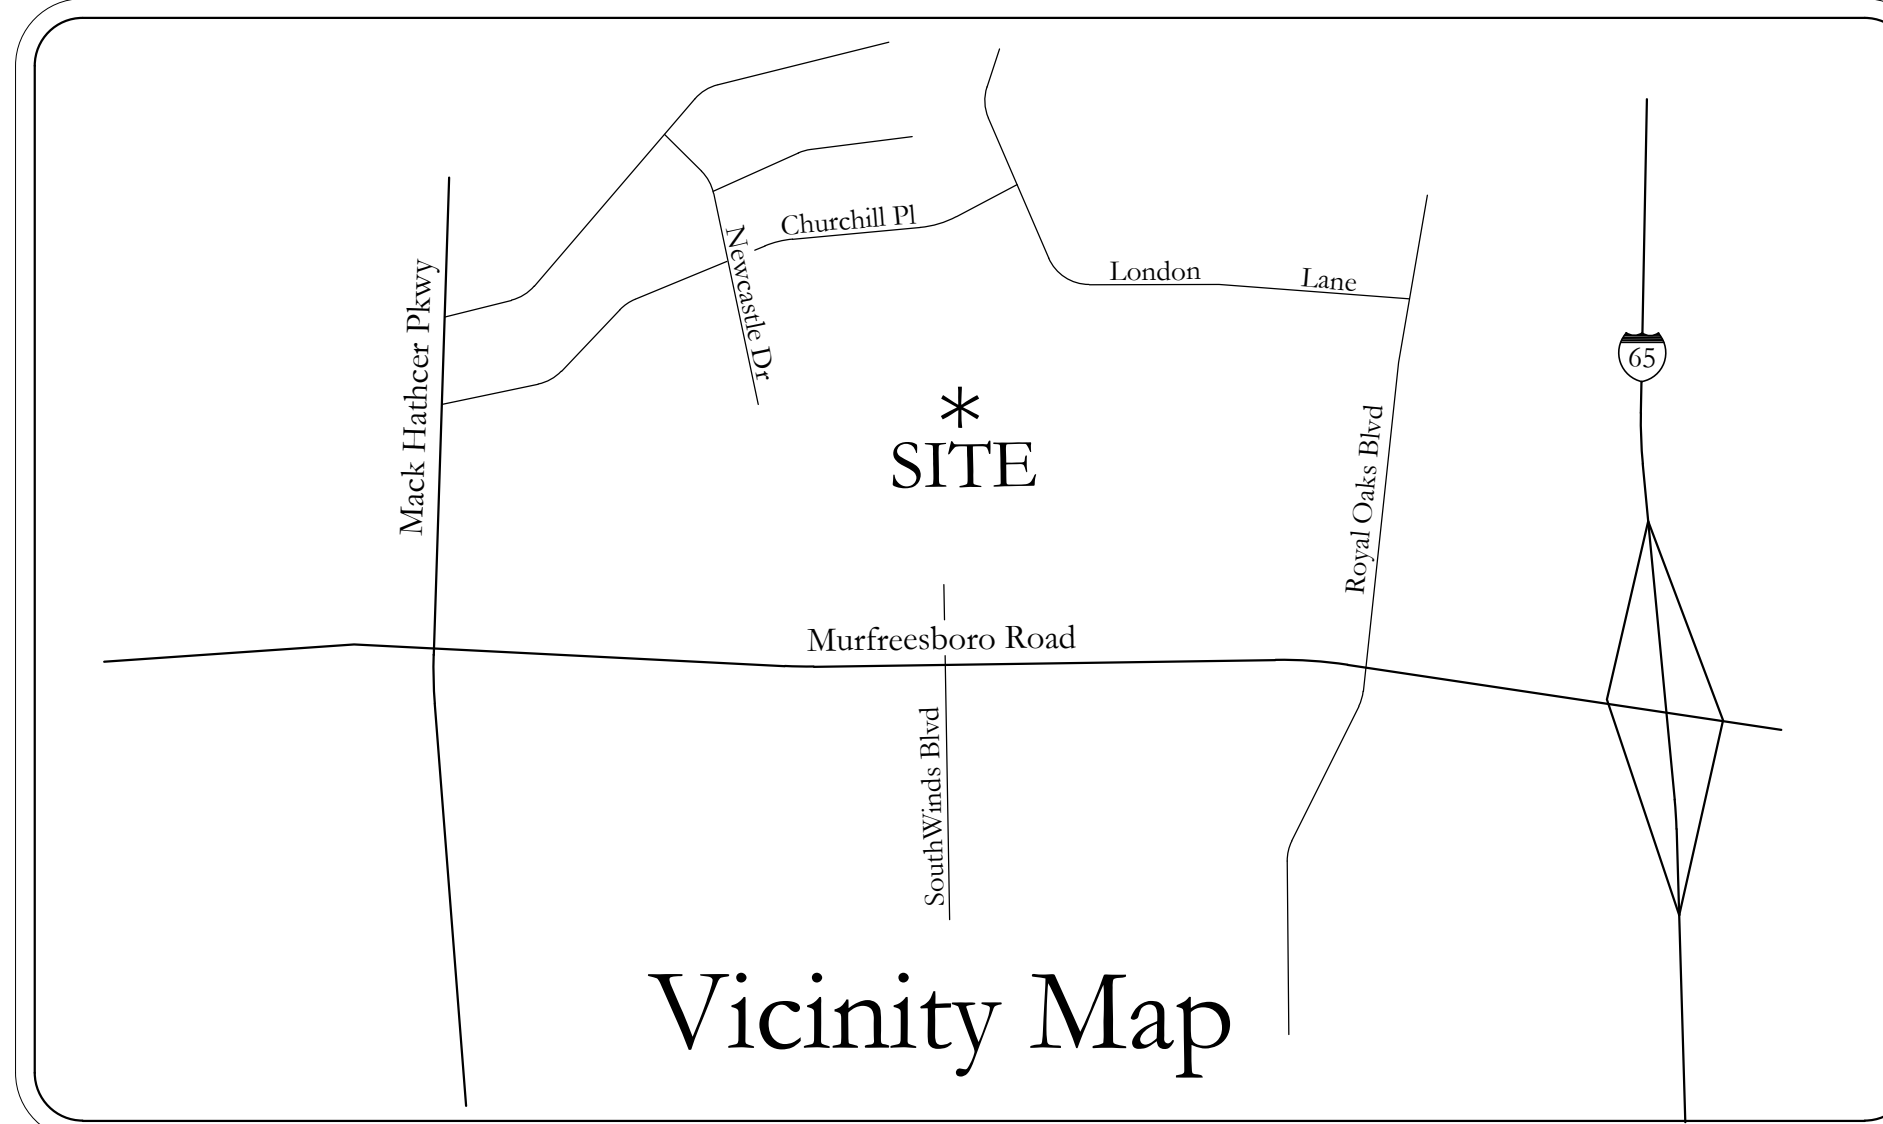 Churchill Pl
Newcastle Dr
London Lane
Mack Hathcer Pkwy
65
SITE
Royal Oaks Blvd
Murfreesboro Road
SouthWinds Blvd
Vicinity Map